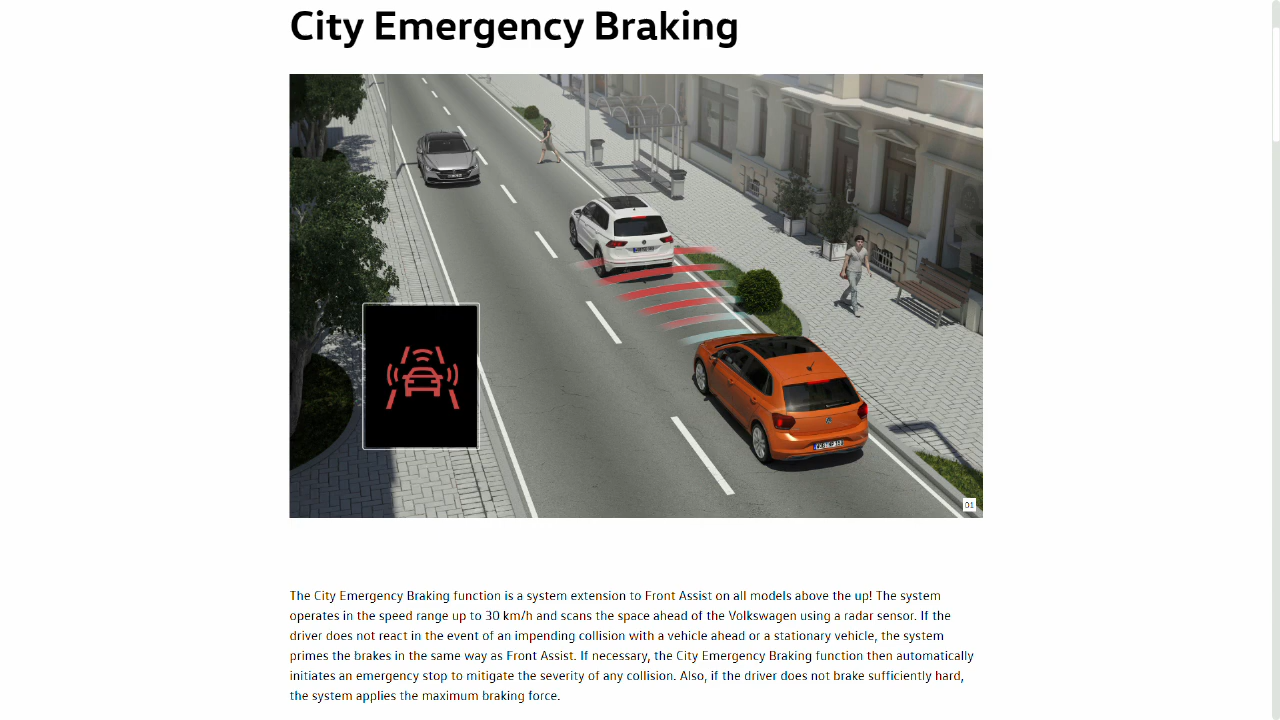 City Emergency Braking
01
The City Emergency Braking function is a system extension to Front Assist on all models above the up! The system
operates in the speed range up to 30 km/h and scans the space ahead of the Volkswagen using a radar sensor. If the
driver does not react in the event of an impending collision with a vehicle ahead or a stationary vehicle, the system
primes the brakes in the same way as Front Assist. If necessary, the City Emergency Braking function then automatically
initiates an emergency stop to mitigate the severity of any collision. Also, if the driver does not brake sufficiently hard,
the system applies the maximum braking force.